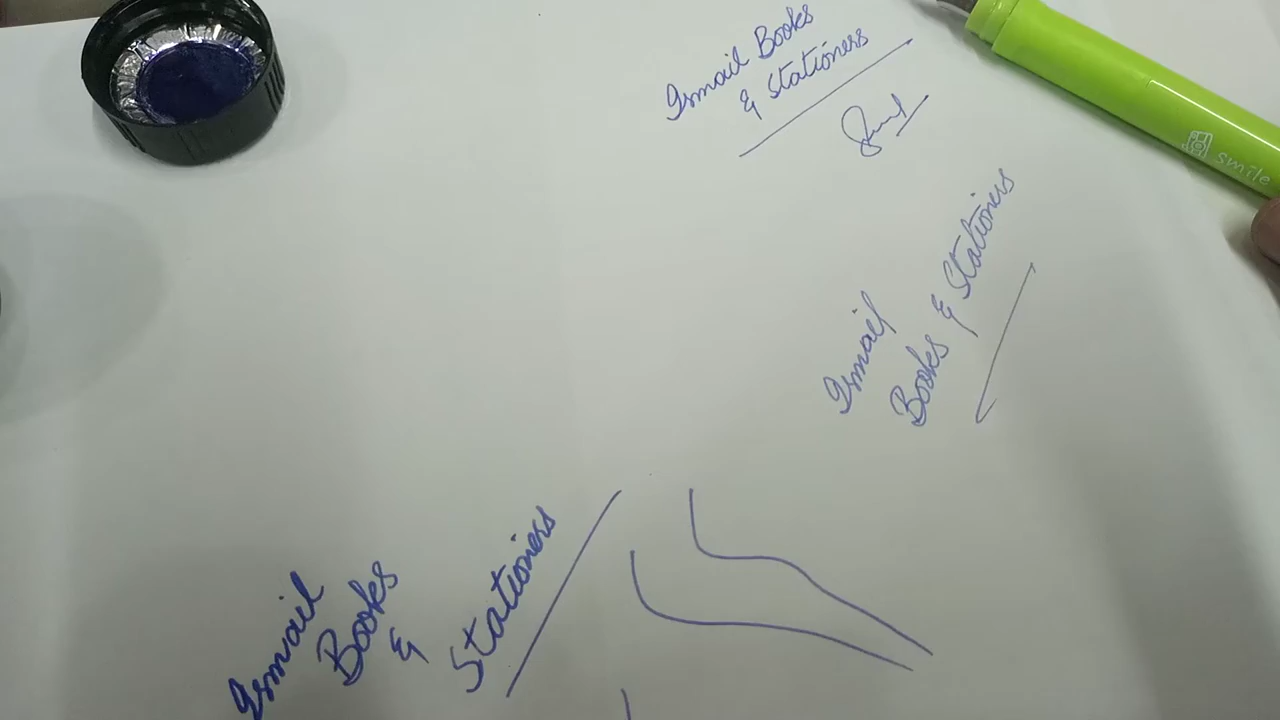 Ismail Books
& Stationers
smile
Ismail
Books & Stationers
Ismail
Books
&
Stationers